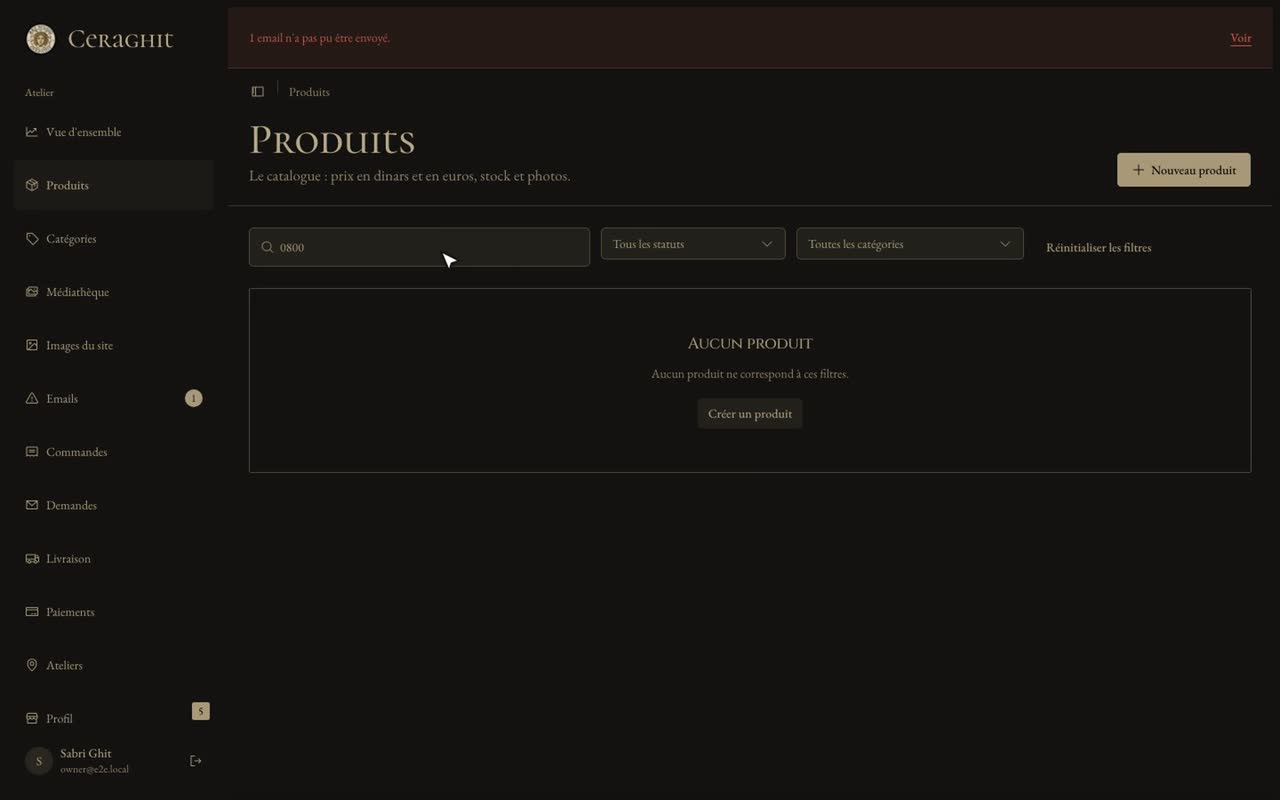 Ceraghit
1 email n'a pas pu être envoyé.
Voir
Atelier
Vue d'ensemble
Produits
Catégories
Médiathèque
Images du site
Emails
1
Commandes
Demandes
Livraison
Paiements
Ateliers
Profil
5
S
Sabri Ghit
owner@e2e.local
Produits
Produits
Le catalogue : prix en dinars et en euros, stock et photos.
Nouveau produit
0800
Tous les statuts
Toutes les catégories
Réinitialiser les filtres
Aucun produit
Aucun produit ne correspond à ces filtres.
Créer un produit